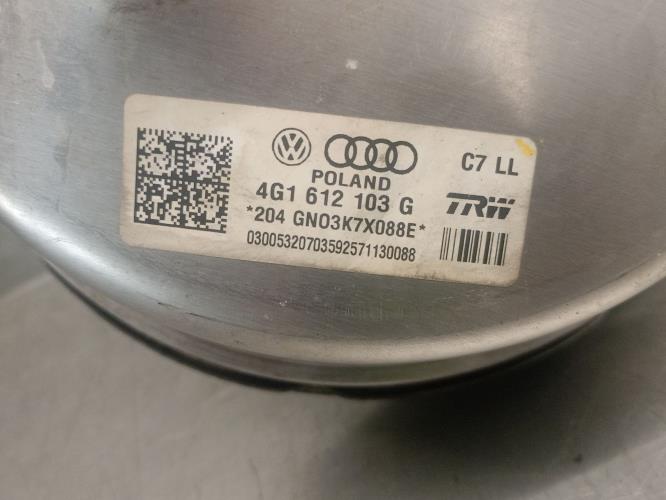 C7 LL
POLAND
4G1 612 103 G
TRW
*204 GN03K7X088E*
03005320703592571130088